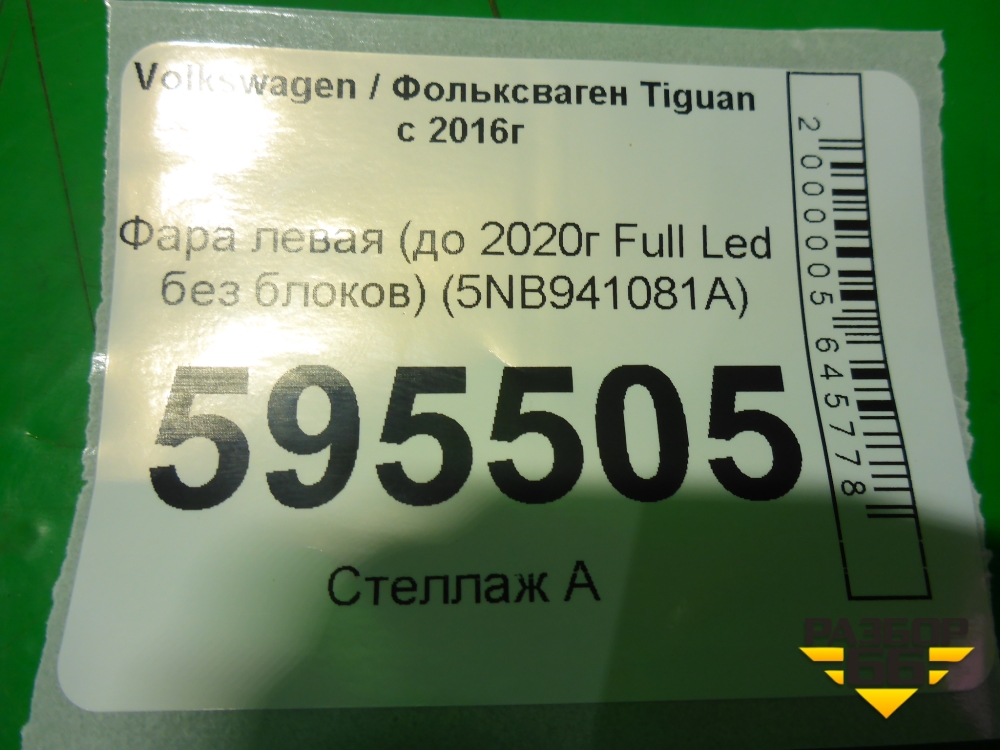 Volkswagen / Фольксваген Tiguan
с 2016г
Фара левая (до 2020г Full Led
без блоков) (5NB941081A)
595505
Стеллаж А
2000005645778
РАЗБОР
66